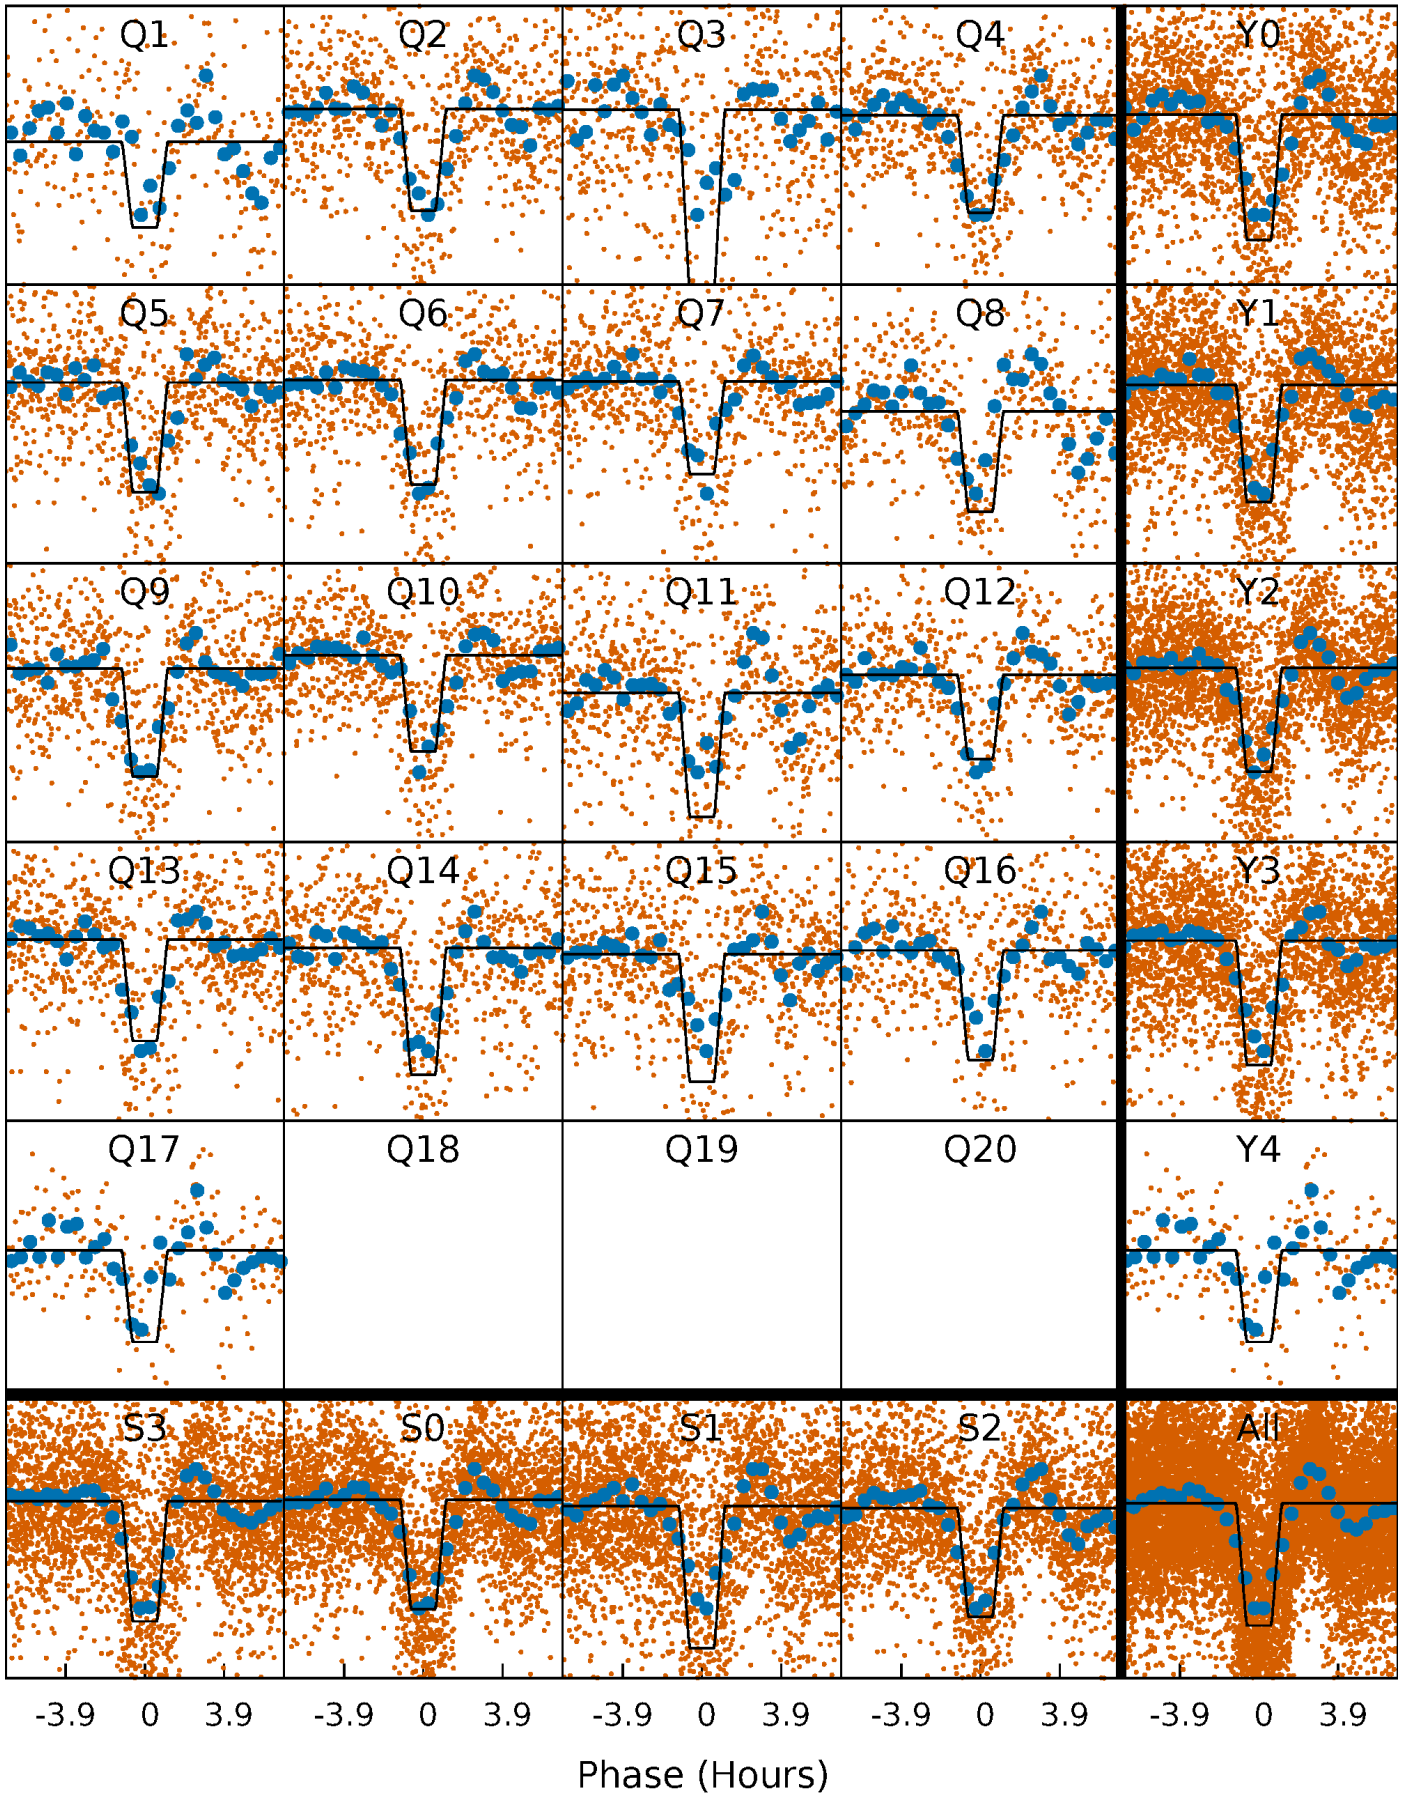 Q1 Q2 Q3 Q4 Y0
Q5 Q6 Q7 Q8 Y1
Q9 Q10 Q11 Q12 Y2
Q13 Q14 Q15 Q16 Y3
Q17 Q18 Q19 Q20 Y4
S3 S0 S1 S2 All
-3.9 0 3.9 -3.9 0 3.9 -3.9 0 3.9 -3.9 0 3.9 -3.9 0 3.9
Phase (Hours)